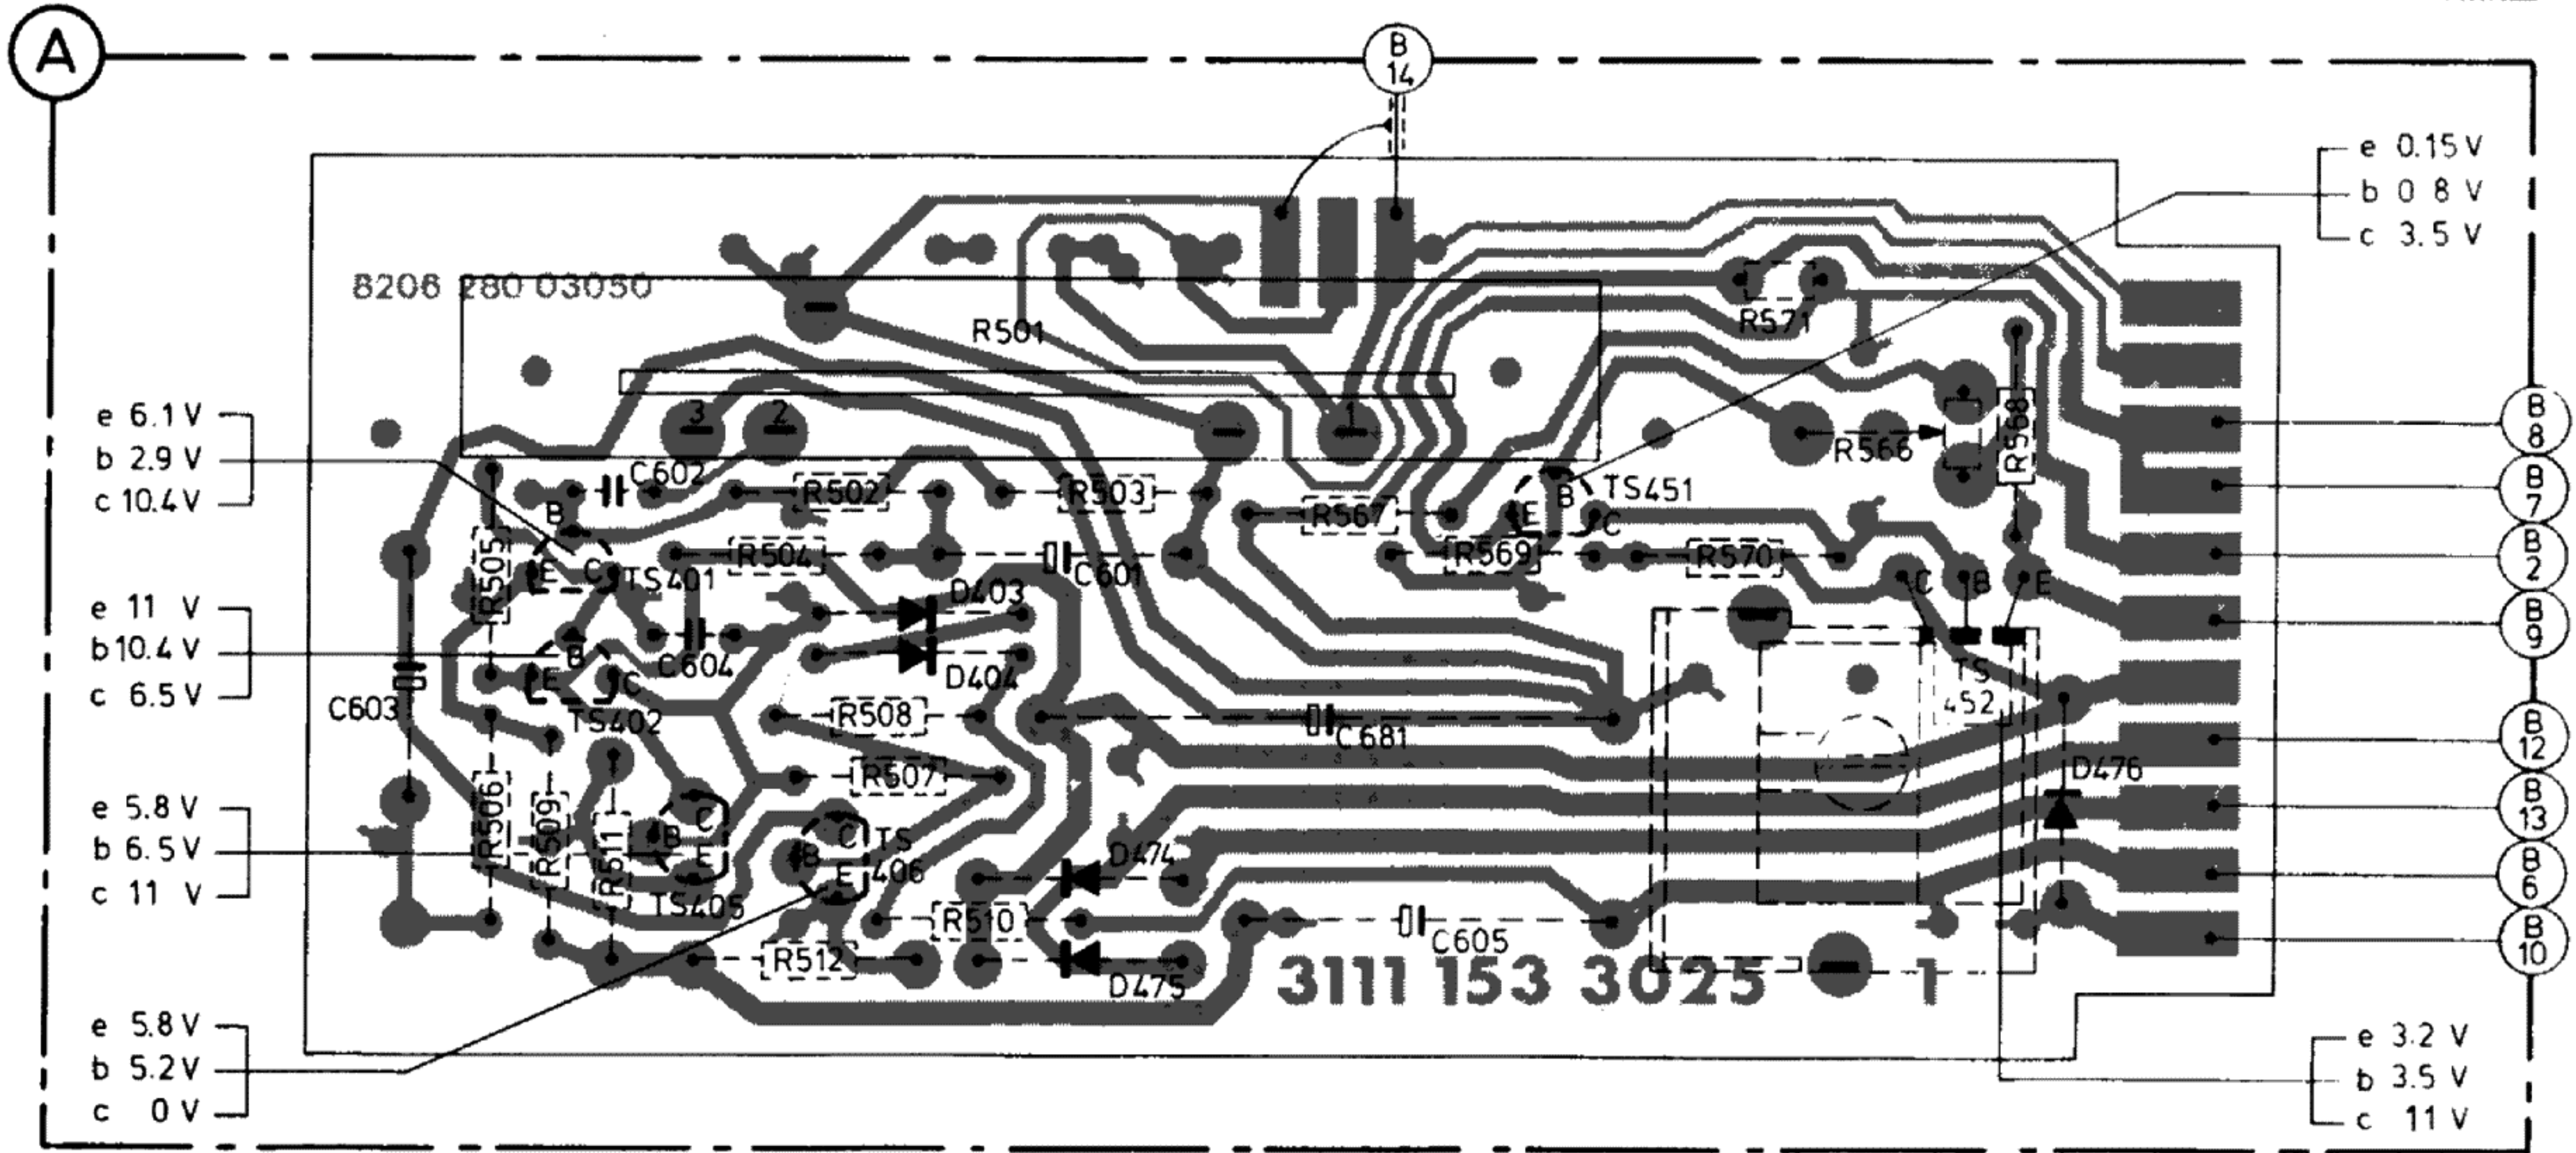 A
B
14
e 0.15 V
b 0 8 V
c 3.5 V
8206 280 03050
R501
R571
3
2
1
e 6.1 V
b 2.9 V
c 10.4 V
B
8
R566
R568
C602
R502
R503
R567
B
E
C
TS451
B
7
B
E
C
TS401
R505
R504
C601
R569
R570
C
B
E
B
2
D403
e 11 V
b 10.4 V
c 6.5 V
B
E
C
TS402
C604
D404
B
9
C603
R508
C681
TS
452
B
12
R507
D476
e 5.8 V
b 6.5 V
c 11 V
R506
R509
R511
C
B
E
TS405
C
B
E
TS
406
D474
B
13
B
6
R510
C605
R512
D475
3111 153 3025 1
B
10
e 5.8 V
b 5.2 V
c 0 V
e 3.2 V
b 3.5 V
c 11 V